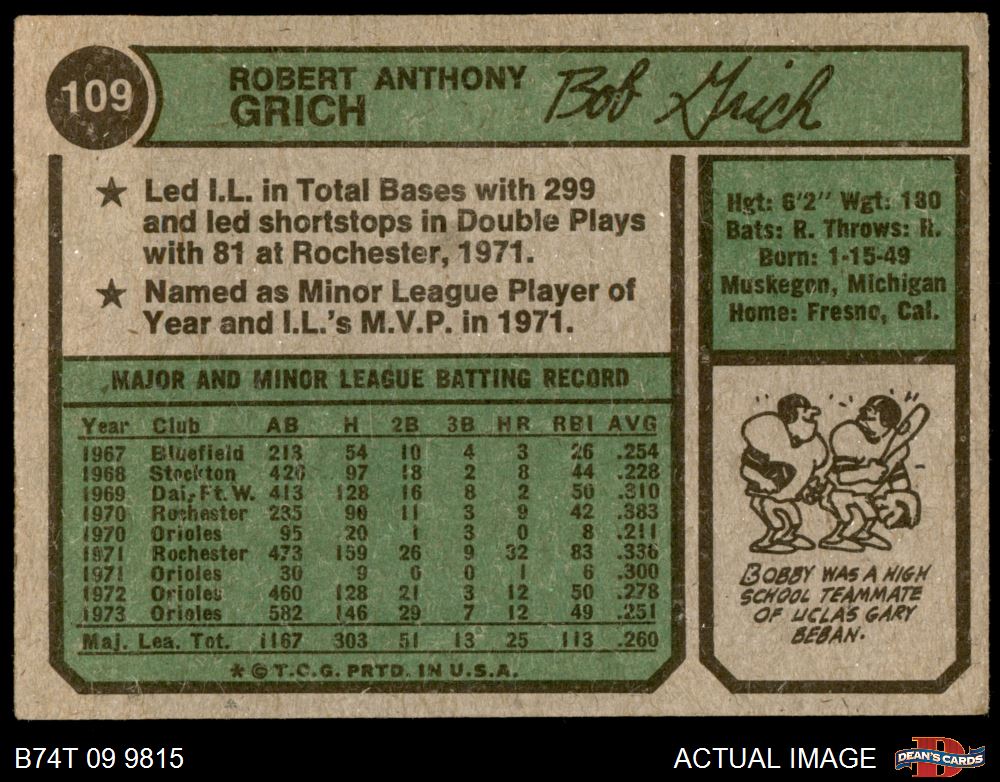 109
ROBERT ANTHONY
GRICH
Bob Grich
★ Led I.L. in Total Bases with 299
and led shortstops in Double Plays
with 81 at Rochester, 1971.
★ Named as Minor League Player of
Year and I.L.'s M.V.P. in 1971.
Hgt: 6'2" Wgt: 180
Bats: R. Throws: R.
Born: 1-15-49
Muskegon, Michigan
Home: Fresno, Cal.
MAJOR AND MINOR LEAGUE BATTING RECORD
Year Club AB H 2B 3B HR RBI AVG
1967 Bluefield 213 54 10 4 3 26 .254
1968 Stockton 426 97 18 2 8 44 .228
1969 Dal.-Ft. W. 413 128 16 8 2 50 .310
1970 Rochester 235 90 11 3 9 42 .383
1970 Orioles 95 20 1 3 0 8 .211
1971 Rochester 473 159 26 9 32 83 .336
1971 Orioles 30 9 0 0 1 6 .300
1972 Orioles 460 128 21 3 12 50 .278
1973 Orioles 582 146 29 7 12 49 .251
Maj. Lea. Tot. 1167 303 51 13 25 113 .260
★ © T.C.G. PRTD. IN U.S.A.
BOBBY WAS A HIGH
SCHOOL TEAMMATE
OF UCLA'S GARY
BEBAN.
B74T 09 9815
ACTUAL IMAGE
D
DEAN'S CARDS